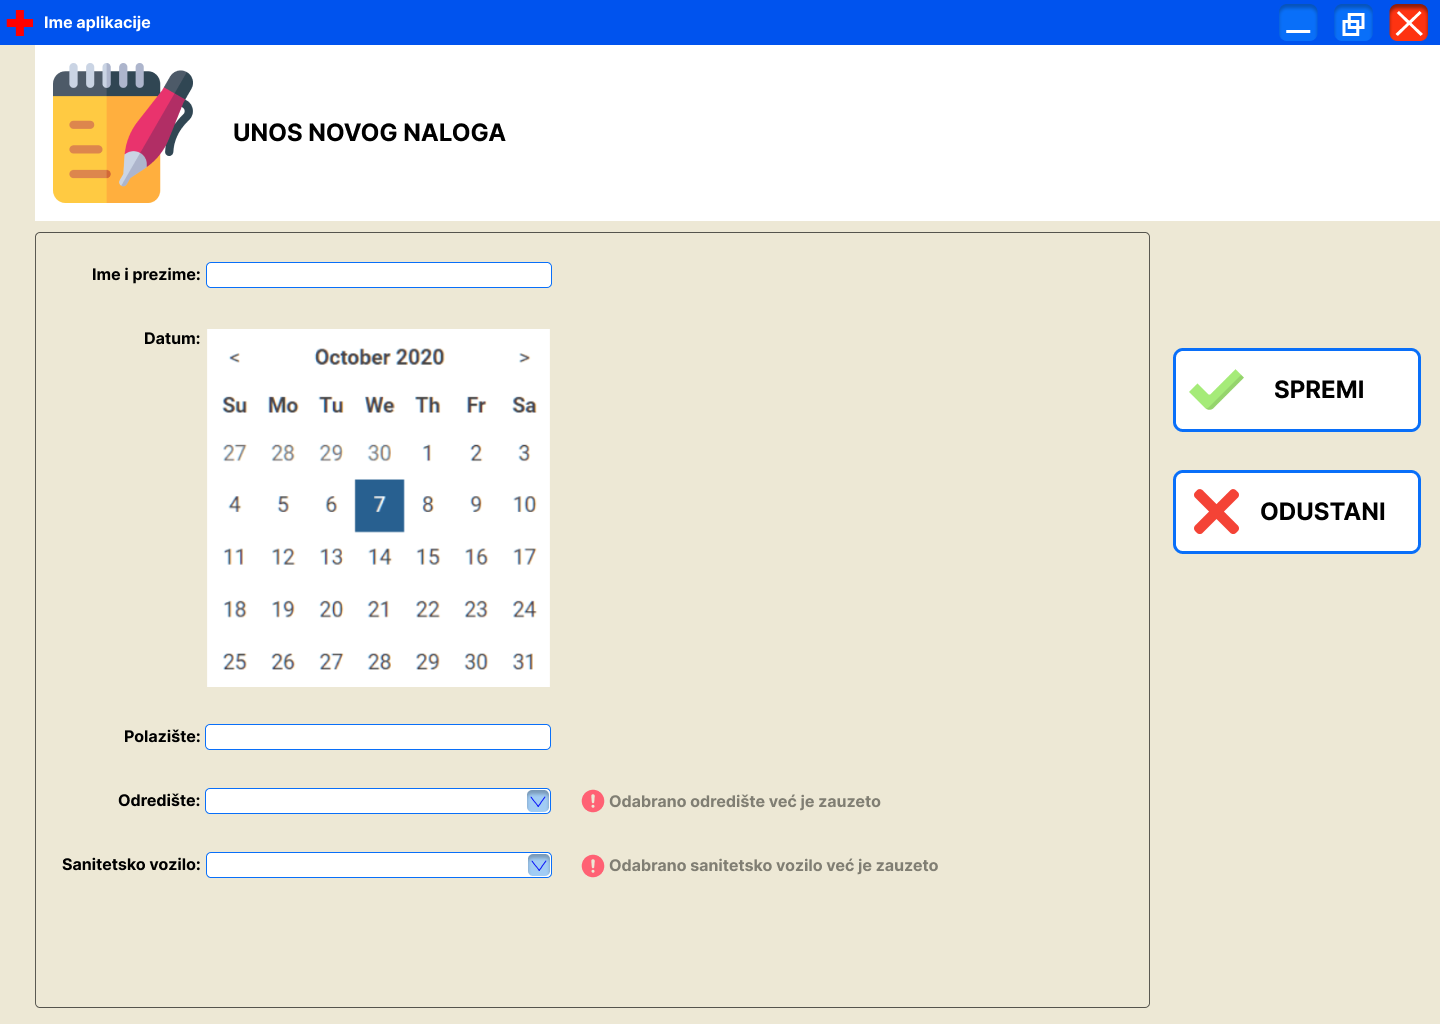 Ime aplikacije
UNOS NOVOG NALOGA
Ime i prezime:
Datum:
< October 2020 >
Su Mo Tu We Th Fr Sa
27 28 29 30 1 2 3
4 5 6 7 8 9 10
11 12 13 14 15 16 17
18 19 20 21 22 23 24
25 26 27 28 29 30 31
SPREMI
ODUSTANI
Polazište:
Odredište:
! Odabrano odredište već je zauzeto
Sanitetsko vozilo:
! Odabrano sanitetsko vozilo već je zauzeto